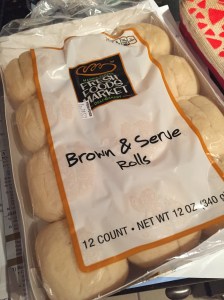 FRESH FOODS
MARKET
Brown & Serve
Rolls
12 COUNT • NET WT 12 OZ (340 g